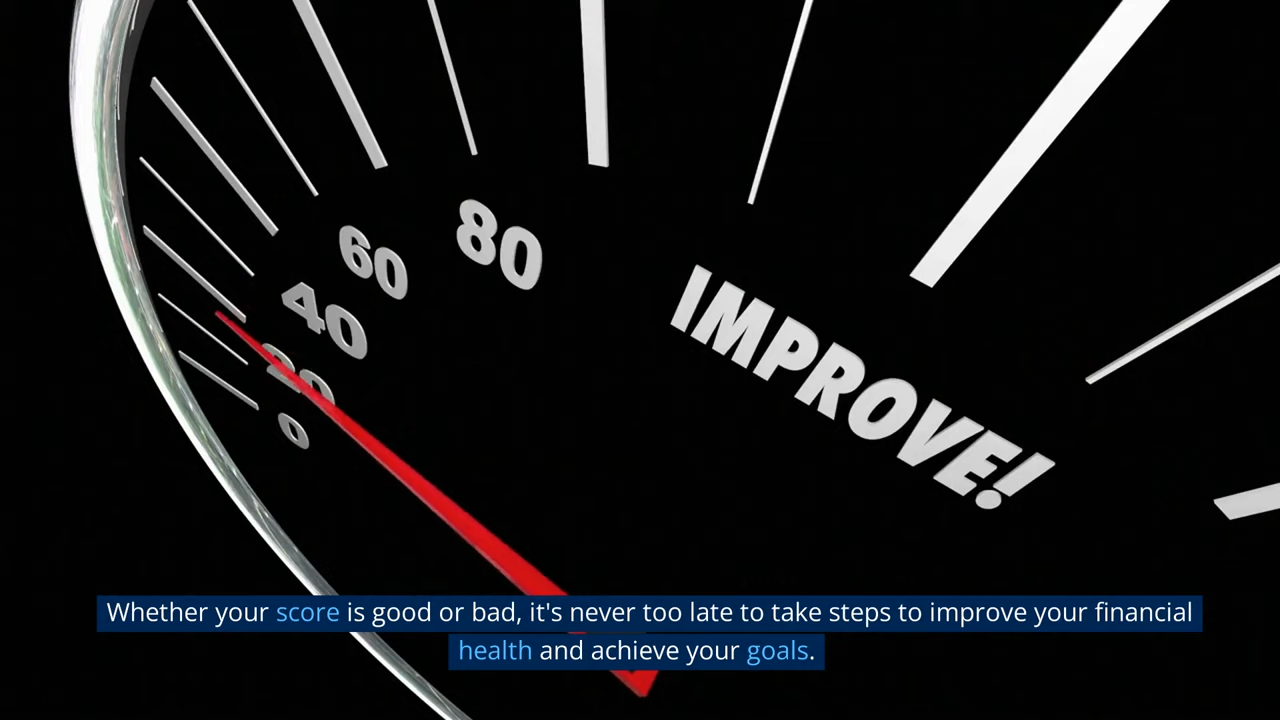 80
60
40
20
0
IMPROVE!
Whether your score is good or bad, it's never too late to take steps to improve your financial
health and achieve your goals.